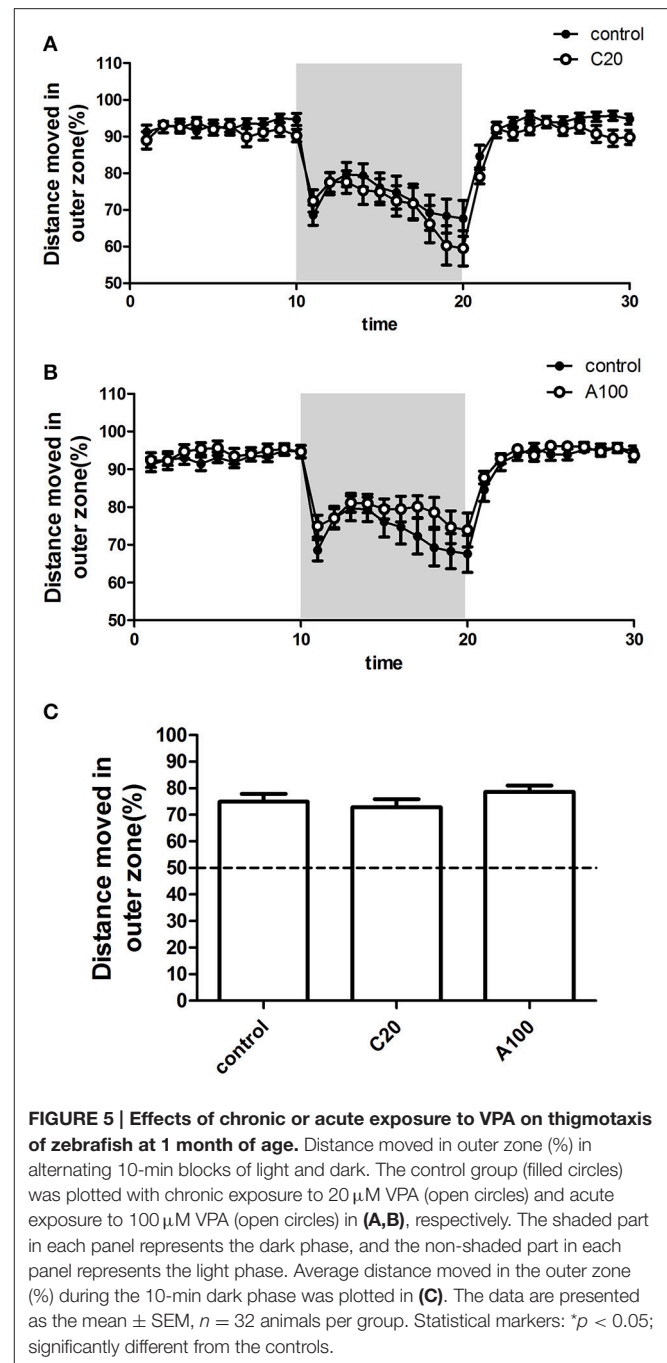 A
control
C20
Distance moved in
outer zone(%)
110
100
90
80
70
60
50
0
10
20
30
time
B
control
A100
Distance moved in
outer zone(%)
110
100
90
80
70
60
50
0
10
20
30
time
C
Distance moved in
outer zone(%)
100
90
80
70
60
50
40
30
20
10
0
control
C20
A100
FIGURE 5 | Effects of chronic or acute exposure to VPA on thigmotaxis
of zebrafish at 1 month of age. Distance moved in outer zone (%) in
alternating 10-min blocks of light and dark. The control group (filled circles)
was plotted with chronic exposure to 20 μM VPA (open circles) and acute
exposure to 100 μM VPA (open circles) in (A,B), respectively. The shaded part
in each panel represents the dark phase, and the non-shaded part in each
panel represents the light phase. Average distance moved in the outer zone
(%) during the 10-min dark phase was plotted in (C). The data are presented
as the mean ± SEM, n = 32 animals per group. Statistical markers: *p < 0.05;
significantly different from the controls.